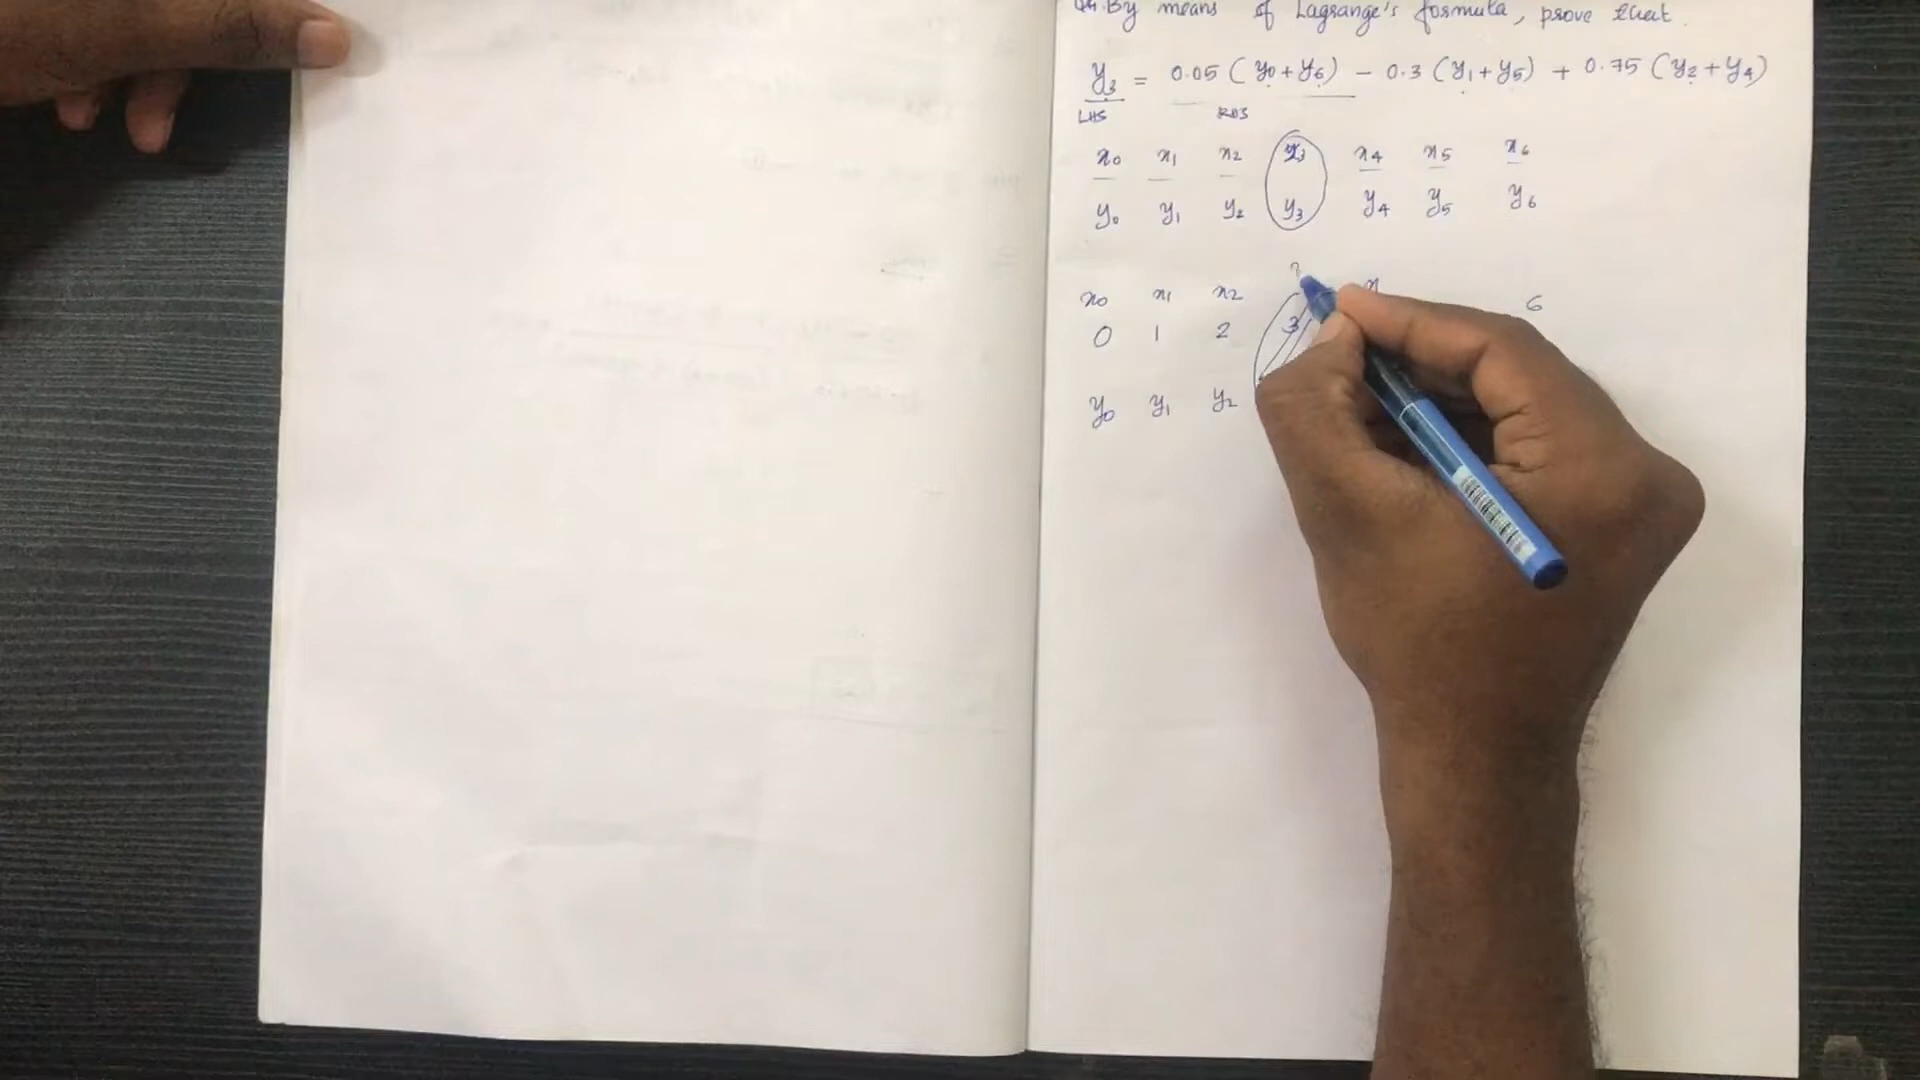 Q4. By means of Lagrange's formula, prove that.
y3 = 0.05 (y0 + y6) - 0.3 (y1 + y5) + 0.75 (y2 + y4)
LHS RHS
x0 x1 x2 x3 x4 x5 x6
y0 y1 y2 y3 y4 y5 y6
x0 x1 x2 x
0 1 2 3 6
y0 y1 y2